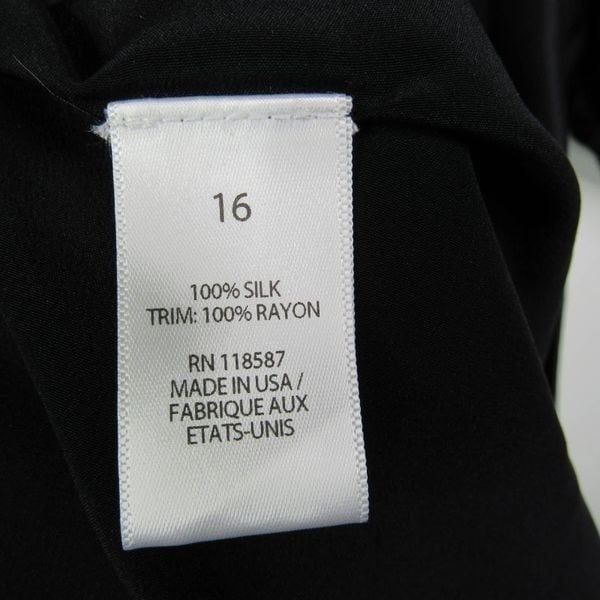 16
100% SILK
TRIM: 100% RAYON
RN 118587
MADE IN USA /
FABRIQUE AUX
ETATS-UNIS